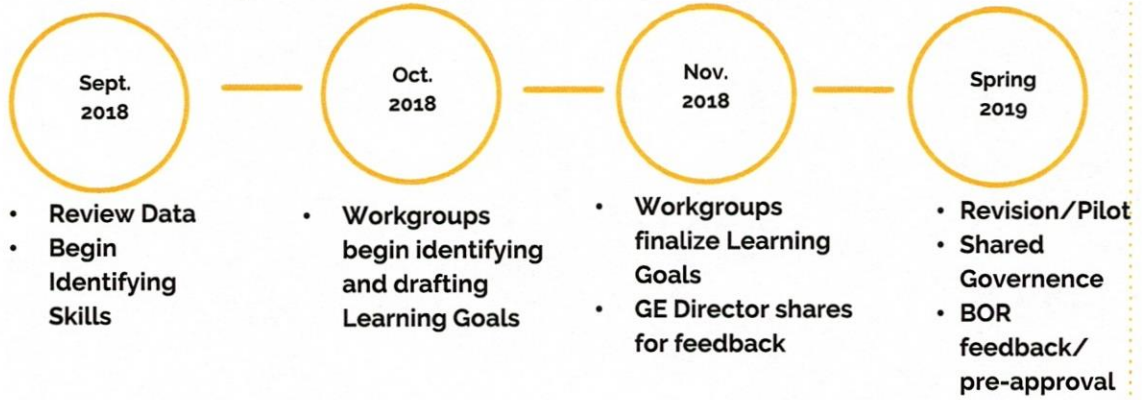 Sept.
2018
• Review Data
• Begin
Identifying
Skills
Oct.
2018
• Workgroups
begin identifying
and drafting
Learning Goals
Nov.
2018
• Workgroups
finalize Learning
Goals
• GE Director shares
for feedback
Spring
2019
• Revision/Pilot
• Shared
Governence
• BOR
feedback/
pre-approval